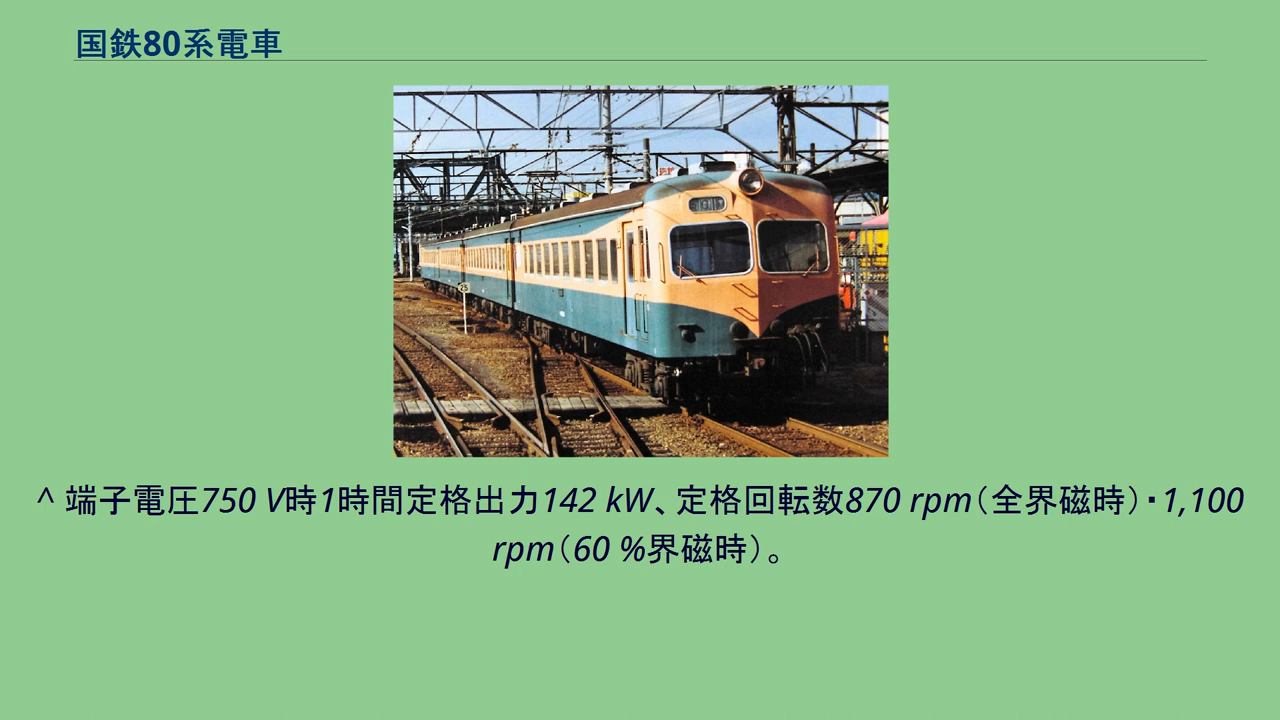 国鉄80系電車
25
^ 端子電圧750 V時1時間定格出力142 kW、定格回転数870 rpm（全界磁時）・1,100
rpm（60 %界磁時）。